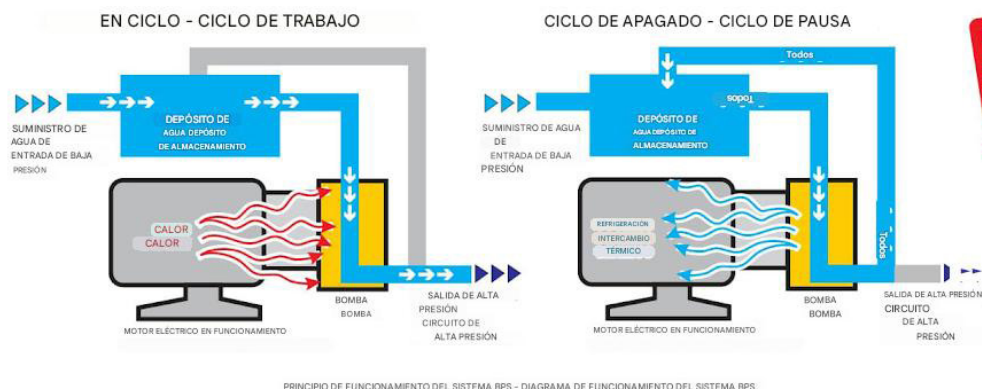 EN CICLO - CICLO DE TRABAJO
DEPÓSITO DE
AGUA DEPÓSITO
DE ALMACENAMIENTO
SUMINISTRO DE
AGUA DE
ENTRADA DE BAJA
PRESIÓN
CALOR
CALOR
BOMBA
BOMBA
SALIDA DE ALTA
PRESIÓN
CIRCUITO DE
ALTA PRESIÓN
MOTOR ELÉCTRICO EN FUNCIONAMIENTO
CICLO DE APAGADO - CICLO DE PAUSA
Todos
Todos
DEPÓSITO DE
AGUA DEPÓSITO DE
ALMACENAMIENTO
SUMINISTRO DE AGUA
DE
ENTRADA DE BAJA
PRESIÓN
REFRIGERACIÓN
INTERCAMBIO
TÉRMICO
Todos
BOMBA
BOMBA
SALIDA DE ALTA PRESIÓN
CIRCUITO
DE ALTA
PRESIÓN
MOTOR ELÉCTRICO EN FUNCIONAMIENTO
PRINCIPIO DE FUNCIONAMIENTO DEL SISTEMA BPS - DIAGRAMA DE FUNCIONAMIENTO DEL SISTEMA BPS